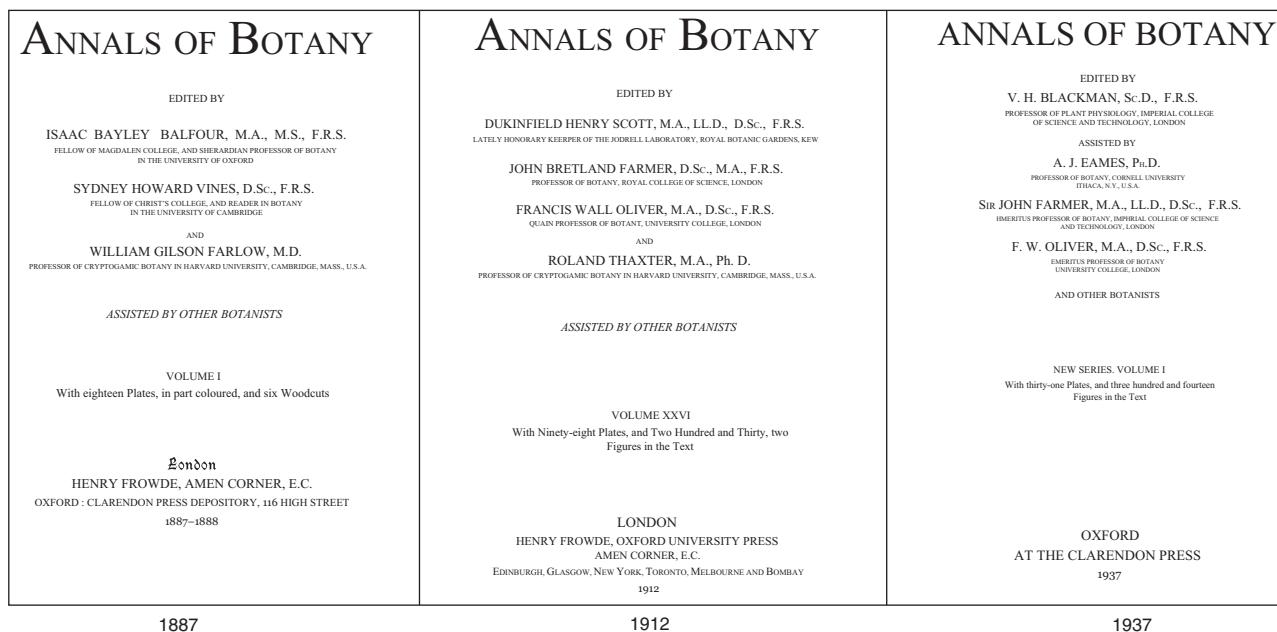 ANNALS OF BOTANY
EDITED BY
ISAAC BAYLEY BALFOUR, M.A., M.S., F.R.S.
FELLOW OF MAGDALEN COLLEGE, AND SHERARDIAN PROFESSOR OF BOTANY
IN THE UNIVERSITY OF OXFORD
SYDNEY HOWARD VINES, D.Sc., F.R.S.
FELLOW OF CHRIST'S COLLEGE, AND READER IN BOTANY
IN THE UNIVERSITY OF CAMBRIDGE
AND
WILLIAM GILSON FARLOW, M.D.
PROFESSOR OF CRYPTOGAMIC BOTANY IN HARVARD UNIVERSITY, CAMBRIDGE, MASS., U.S.A.
ASSISTED BY OTHER BOTANISTS
VOLUME I
With eighteen Plates, in part coloured, and six Woodcuts
London
HENRY FROWDE, AMEN CORNER, E.C.
OXFORD : CLARENDON PRESS DEPOSITORY, 116 HIGH STREET
1887–1888
1887
ANNALS OF BOTANY
EDITED BY
DUKINFIELD HENRY SCOTT, M.A., LL.D., D.Sc., F.R.S.
LATELY HONORARY KEEPER OF THE JODRELL LABORATORY, ROYAL BOTANIC GARDENS, KEW
JOHN BRETLAND FARMER, D.Sc., M.A., F.R.S.
PROFESSOR OF BOTANY, ROYAL COLLEGE OF SCIENCE, LONDON
FRANCIS WALL OLIVER, M.A., D.Sc., F.R.S.
QUAIN PROFESSOR OF BOTANT, UNIVERSITY COLLEGE, LONDON
AND
ROLAND THAXTER, M.A., Ph. D.
PROFESSOR OF CRYPTOGAMIC BOTANY IN HARVARD UNIVERSITY, CAMBRIDGE, MASS., U.S.A.
ASSISTED BY OTHER BOTANISTS
VOLUME XXVI
With Ninety-eight Plates, and Two Hundred and Thirty, two
Figures in the Text
LONDON
HENRY FROWDE, OXFORD UNIVERSITY PRESS
AMEN CORNER, E.C.
EDINBURGH, GLASGOW, NEW YORK, TORONTO, MELBOURNE AND BOMBAY
1912
1912
ANNALS OF BOTANY
EDITED BY
V. H. BLACKMAN, Sc.D., F.R.S.
PROFESSOR OF PLANT PHYSIOLOGY, IMPERIAL COLLEGE
OF SCIENCE AND TECHNOLOGY, LONDON
ASSISTED BY
A. J. EAMES, Ph.D.
PROFESSOR OF BOTANY, CORNELL UNIVERSITY
ITHACA, N.Y., U.S.A.
Sir JOHN FARMER, M.A., LL.D., D.Sc., F.R.S.
HMERITUS PROFESSOR OF BOTANY, IMPHRIAL COLLEGE OF SCIENCE
AND TECHNOLOGY, LONDON
F. W. OLIVER, M.A., D.Sc., F.R.S.
EMERITUS PROFESSOR OF BOTANY
UNIVERSITY COLLEGE, LONDON
AND OTHER BOTANISTS
NEW SERIES. VOLUME I
With thirty-one Plates, and three hundred and fourteen
Figures in the Text
OXFORD
AT THE CLARENDON PRESS
1937
1937